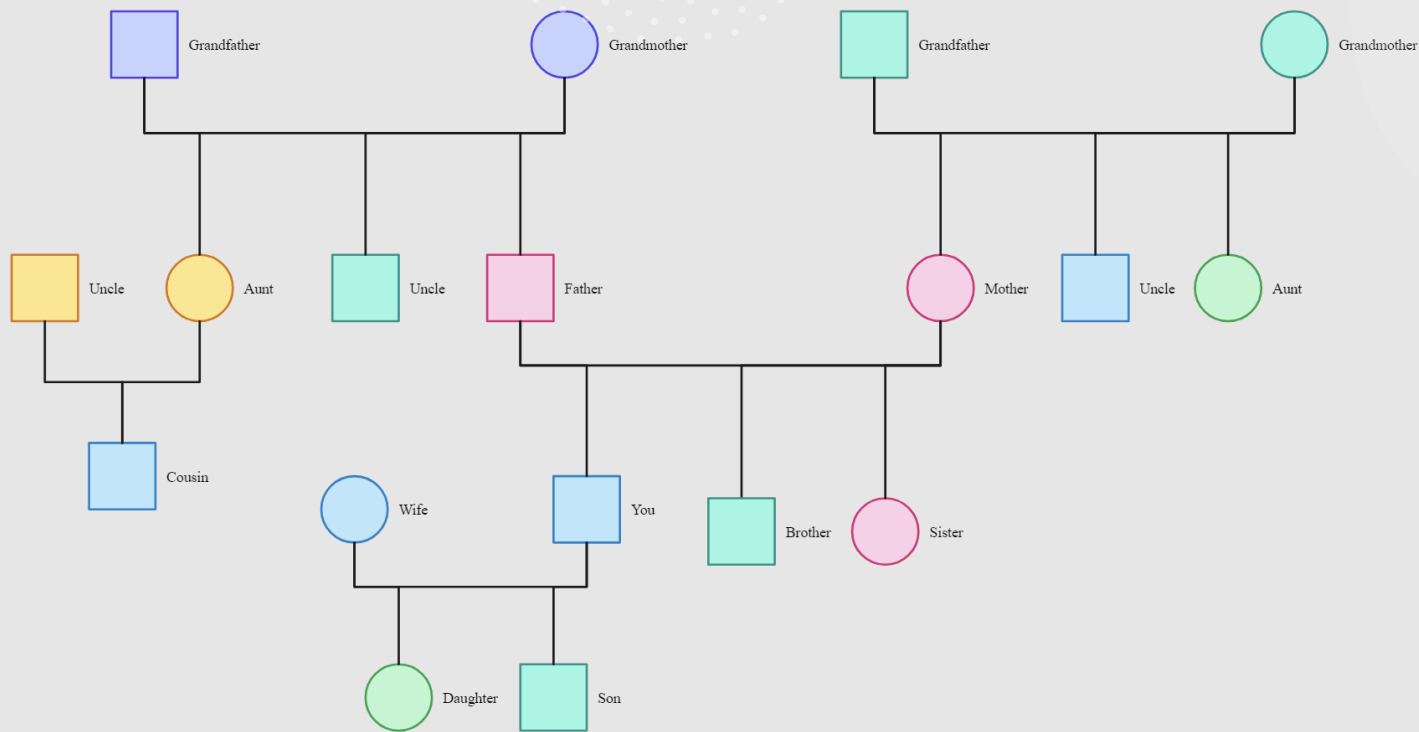 Grandfather
Grandmother
Grandfather
Grandmother
Uncle
Aunt
Uncle
Father
Mother
Uncle
Aunt
Cousin
Wife
You
Brother
Sister
Daughter
Son